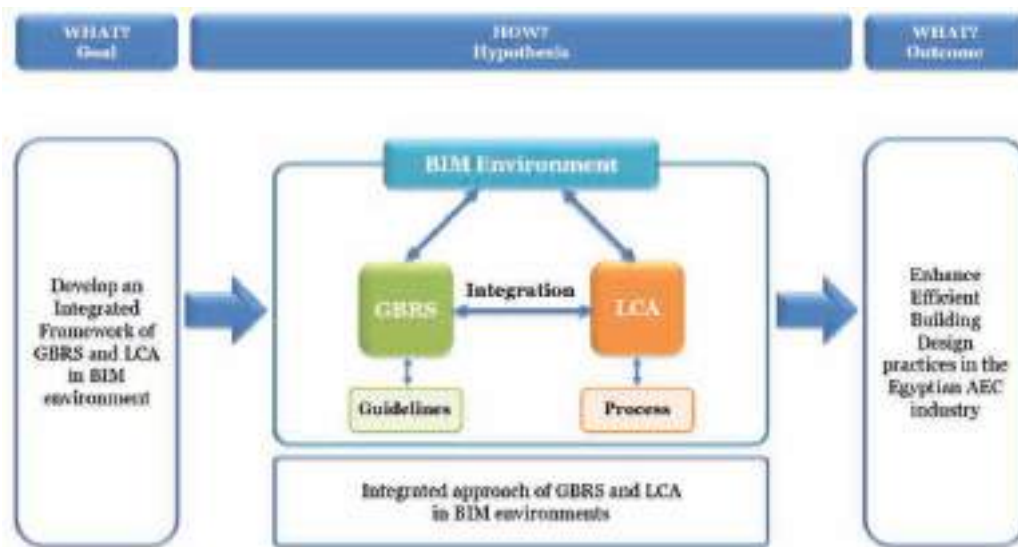 WHAT?
Goal
HOW?
Hypothesis
WHAT?
Outcome
Develop an
Integrated
Framework of
GBRS and LCA
in BIM
environment
BIM Environment
GBRS
Integration
LCA
Guidelines
Process
Integrated approach of GBRS and LCA
in BIM environments
Enhance
Efficient
Building
Design
practices in the
Egyptian AEC
industry